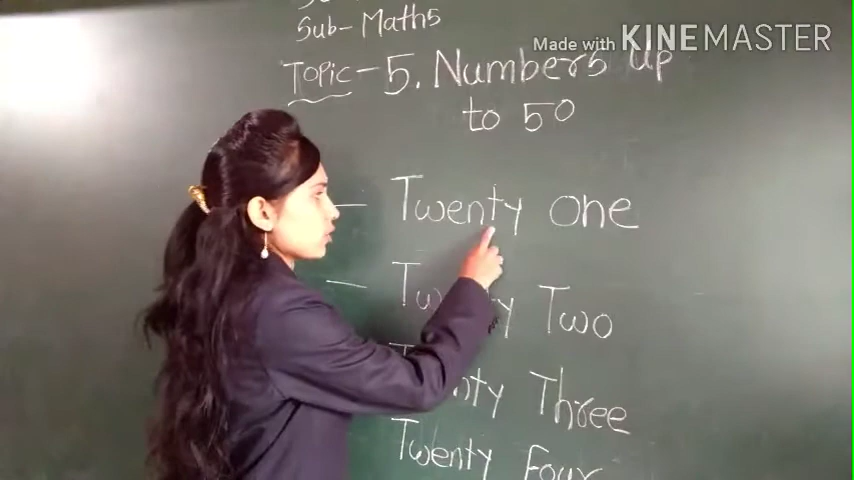 Sub- Maths
Made with KINEMASTER
Topic - 5. Numbers Up
to 50
— Twenty one
— Twenty Two
Twenty Three
Twenty Four